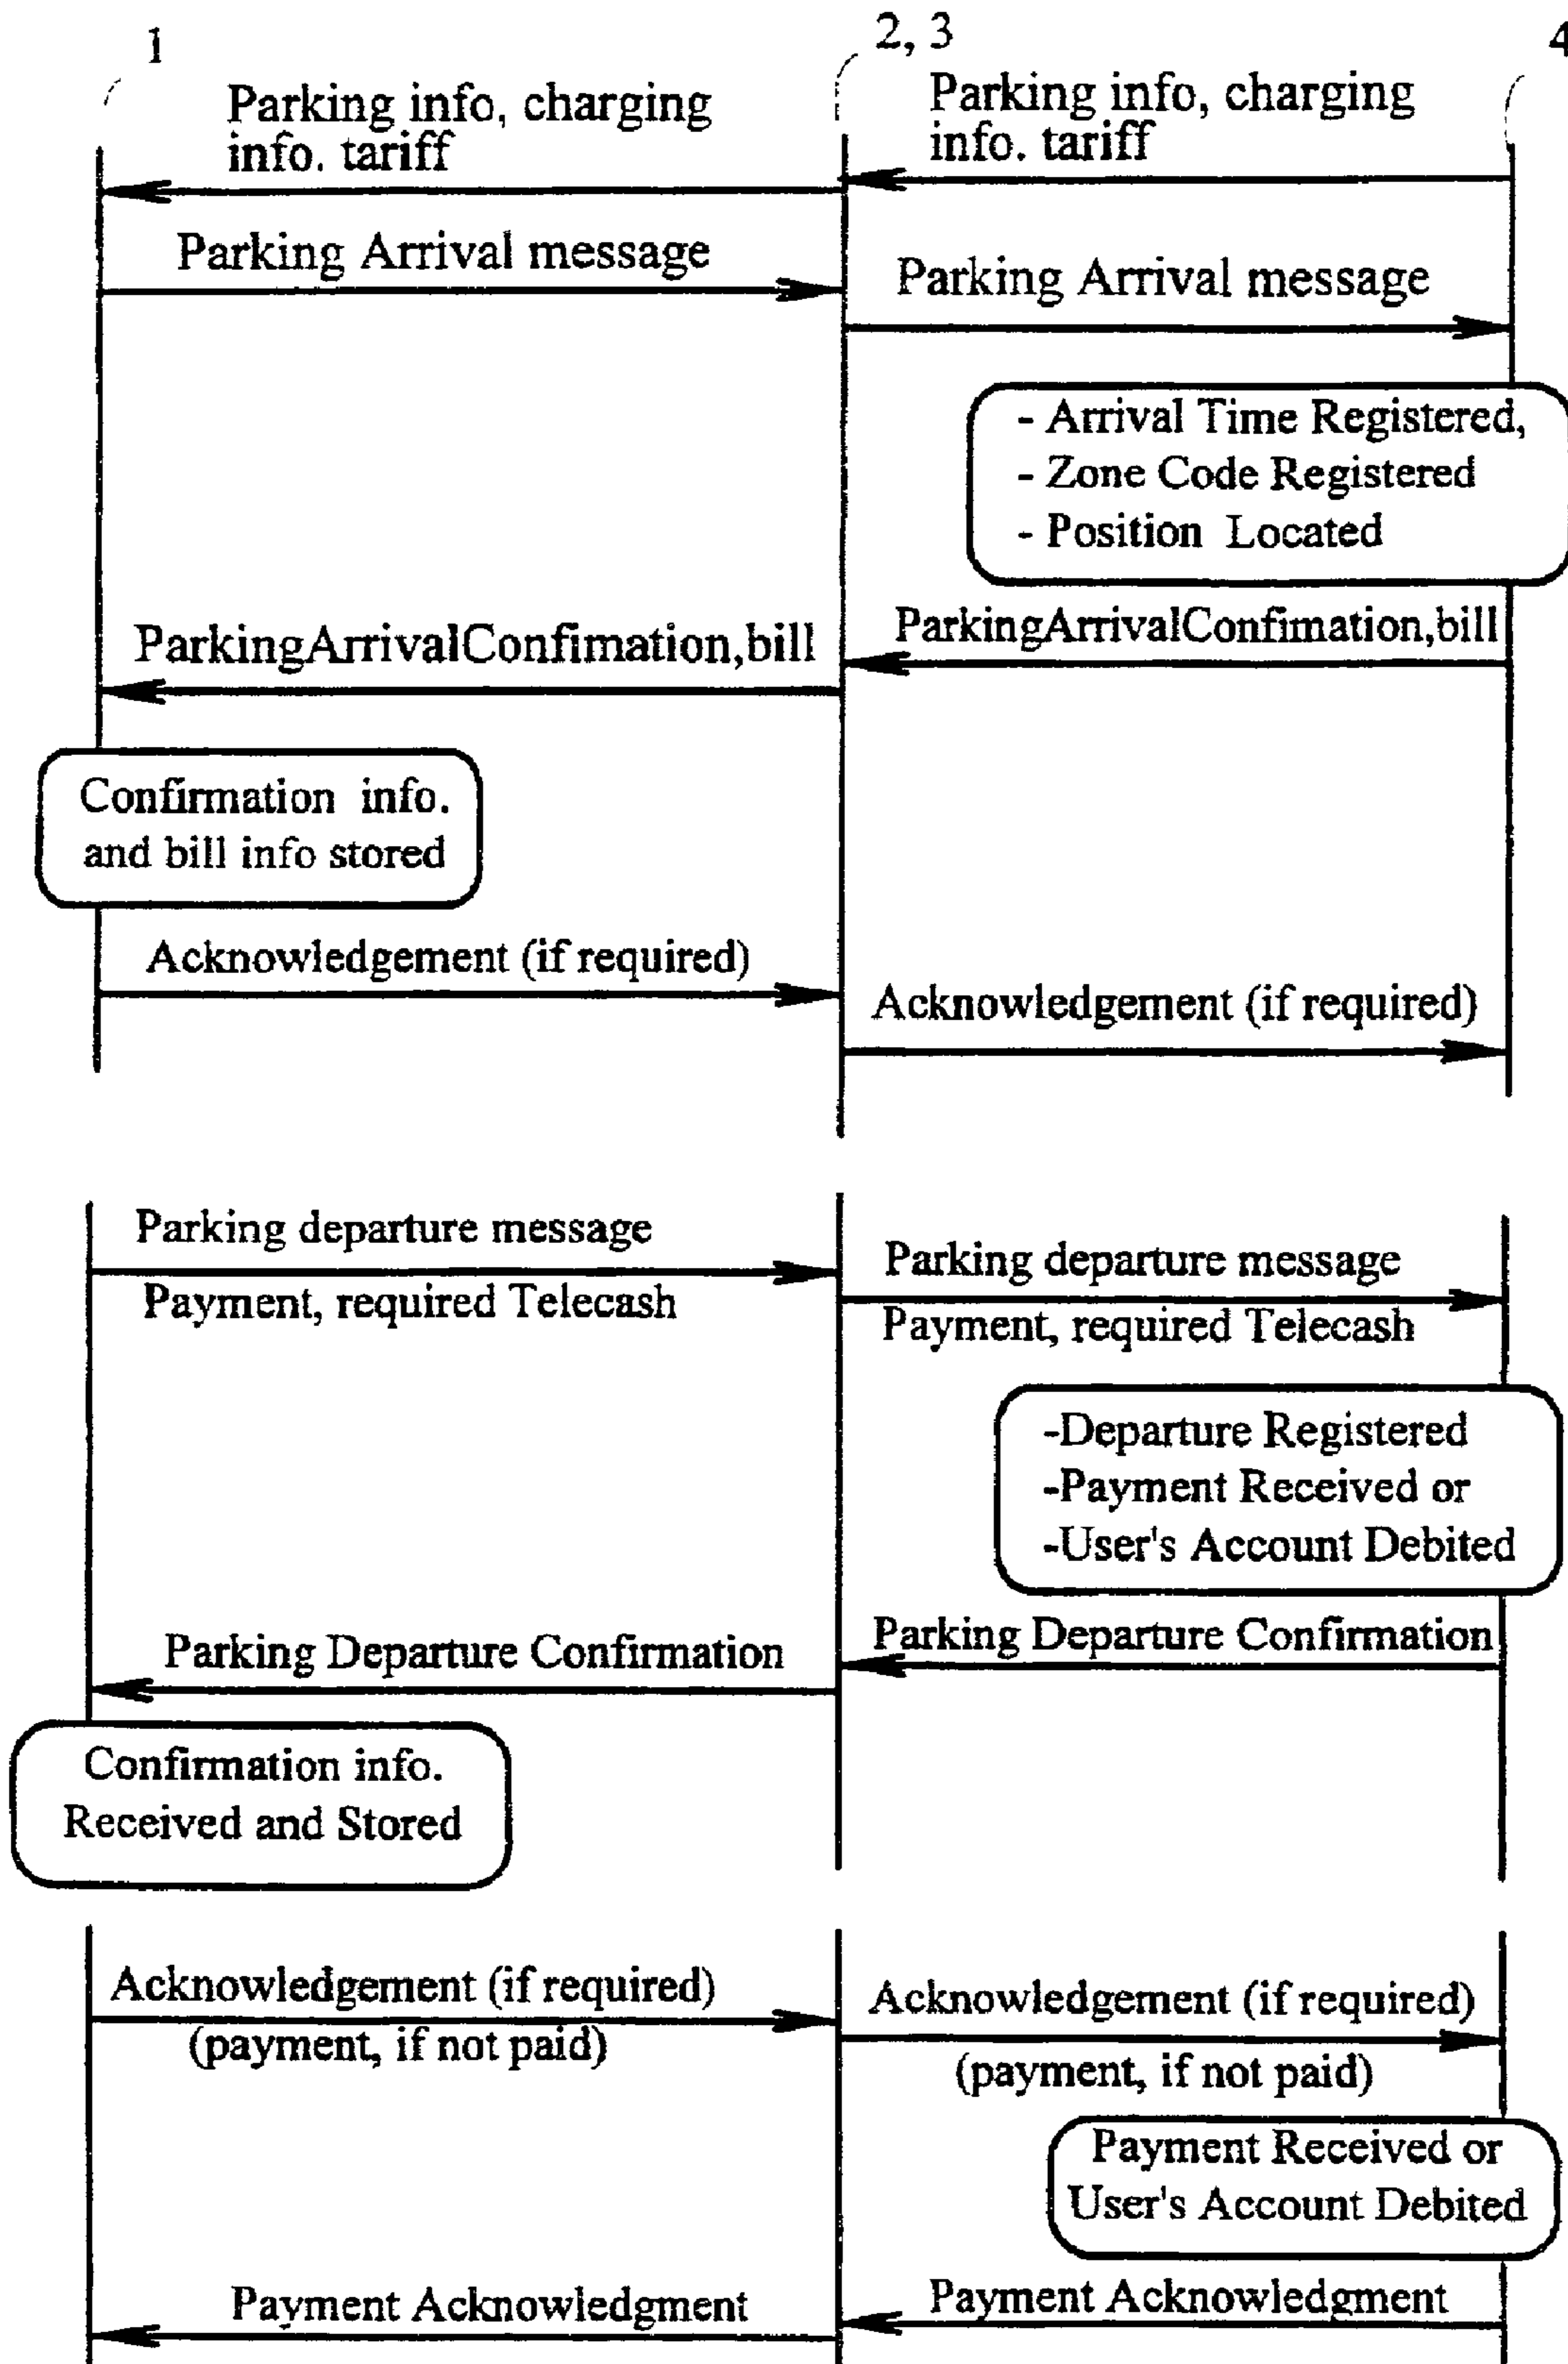 1
2, 3
4
Parking info, charging
info. tariff
Parking info, charging
info. tariff
Parking Arrival message
Parking Arrival message
- Arrival Time Registered,
- Zone Code Registered
- Position Located
ParkingArrivalConfimation,bill
ParkingArrivalConfimation,bill
Confirmation info.
and bill info stored
Acknowledgement (if required)
Acknowledgement (if required)
Parking departure message
Payment, required Telecash
Parking departure message
Payment, required Telecash
-Departure Registered
-Payment Received or
-User's Account Debited
Parking Departure Confirmation
Parking Departure Confirmation
Confirmation info.
Received and Stored
Acknowledgement (if required)
(payment, if not paid)
Acknowledgement (if required)
(payment, if not paid)
Payment Received or
User's Account Debited
Payment Acknowledgment
Payment Acknowledgment